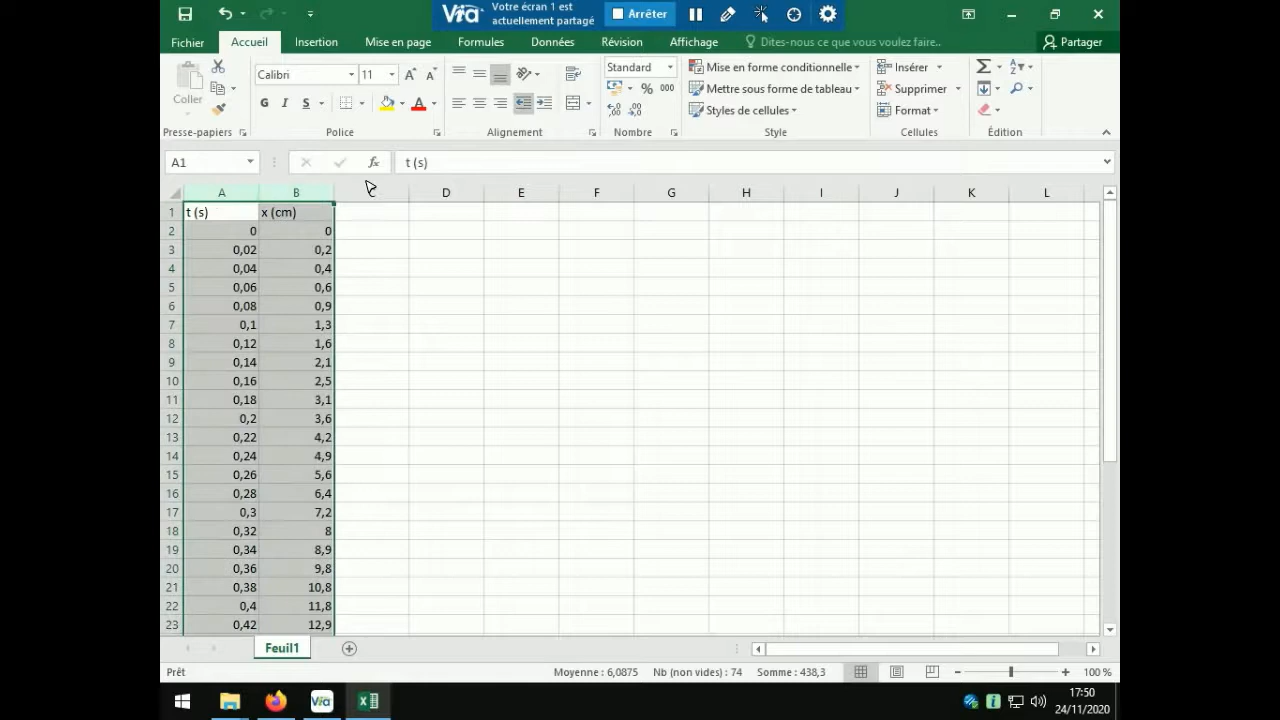 Via
Votre écran 1 est
actuellement partagé
Arrêter
Fichier Accueil Insertion Mise en page Formules Données Révision Affichage Dites-nous ce que vous voulez faire.. Partager
Coller
Calibri 11
G I S
Standard
% 000
Mise en forme conditionnelle
Mettre sous forme de tableau
Styles de cellules
Insérer
Supprimer
Format
Presse-papiers Police Alignement Nombre Style Cellules Édition
A1 fx t (s)
A B C D E F G H I J K L
1 t (s) x (cm)
2 0 0
3 0,02 0,2
4 0,04 0,4
5 0,06 0,6
6 0,08 0,9
7 0,1 1,3
8 0,12 1,6
9 0,14 2,1
10 0,16 2,5
11 0,18 3,1
12 0,2 3,6
13 0,22 4,2
14 0,24 4,9
15 0,26 5,6
16 0,28 6,4
17 0,3 7,2
18 0,32 8
19 0,34 8,9
20 0,36 9,8
21 0,38 10,8
22 0,4 11,8
23 0,42 12,9
Feuil1
Prêt Moyenne : 6,0875 Nb (non vides) : 74 Somme : 438,3 100 %
Via
17:50
24/11/2020